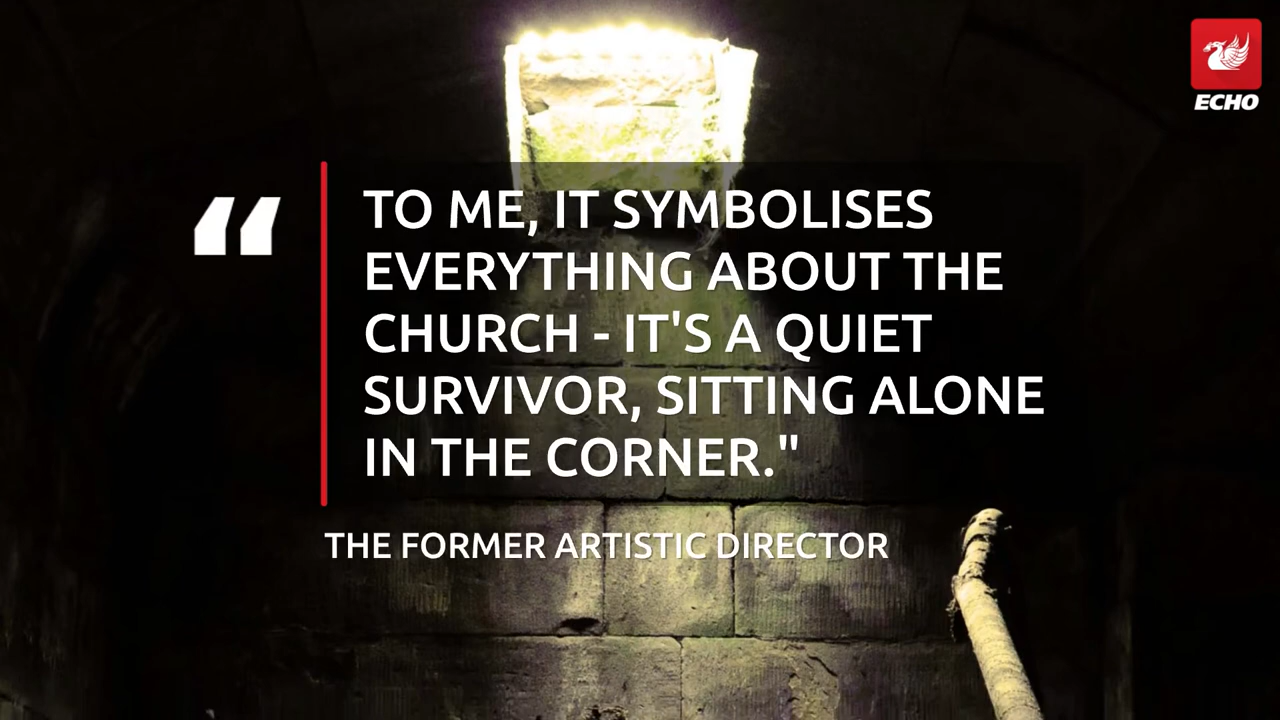 ECHO
“
TO ME, IT SYMBOLISES
EVERYTHING ABOUT THE
CHURCH - IT'S A QUIET
SURVIVOR, SITTING ALONE
IN THE CORNER."
THE FORMER ARTISTIC DIRECTOR